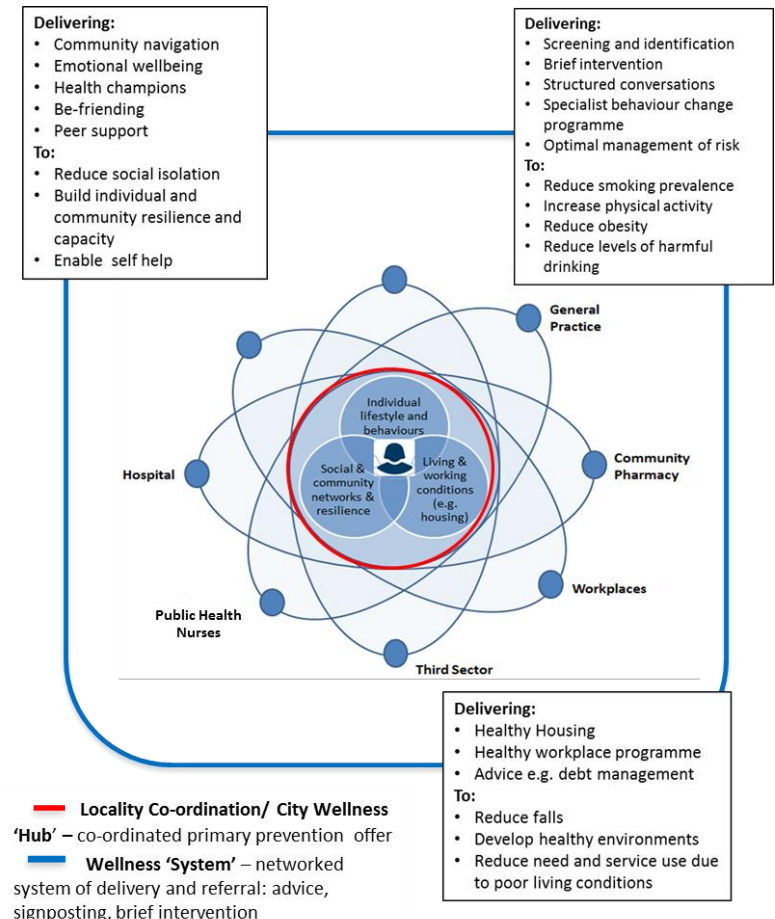 Delivering:
• Community navigation
• Emotional wellbeing
• Health champions
• Be-friending
• Peer support
To:
• Reduce social isolation
• Build individual and
community resilience and
capacity
• Enable self help
Delivering:
• Screening and identification
• Brief intervention
• Structured conversations
• Specialist behaviour change
programme
• Optimal management of risk
To:
• Reduce smoking prevalence
• Increase physical activity
• Reduce obesity
• Reduce levels of harmful
drinking
General
Practice
Individual
lifestyle and
behaviours
Social &
community
networks &
resilience
Living &
working
conditions
(e.g.
housing)
Hospital
Community
Pharmacy
Workplaces
Public Health
Nurses
Third Sector
Delivering:
• Healthy Housing
• Healthy workplace programme
• Advice e.g. debt management
To:
• Reduce falls
• Develop healthy environments
• Reduce need and service use due
to poor living conditions
Locality Co-ordination/ City Wellness
'Hub' – co-ordinated primary prevention offer
Wellness 'System' – networked
system of delivery and referral: advice,
signposting, brief intervention